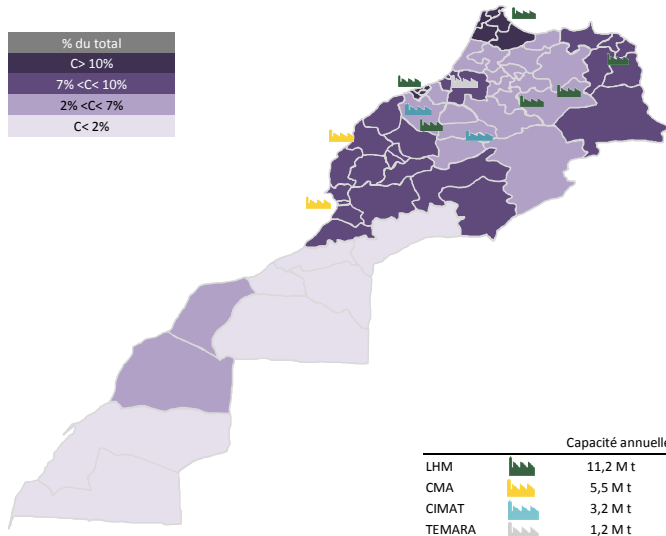 % du total
C> 10%
7% <C< 10%
2% <C< 7%
C< 2%
Capacité annuelle
LHM 11,2 M t
CMA 5,5 M t
CIMAT 3,2 M t
TEMARA 1,2 M t